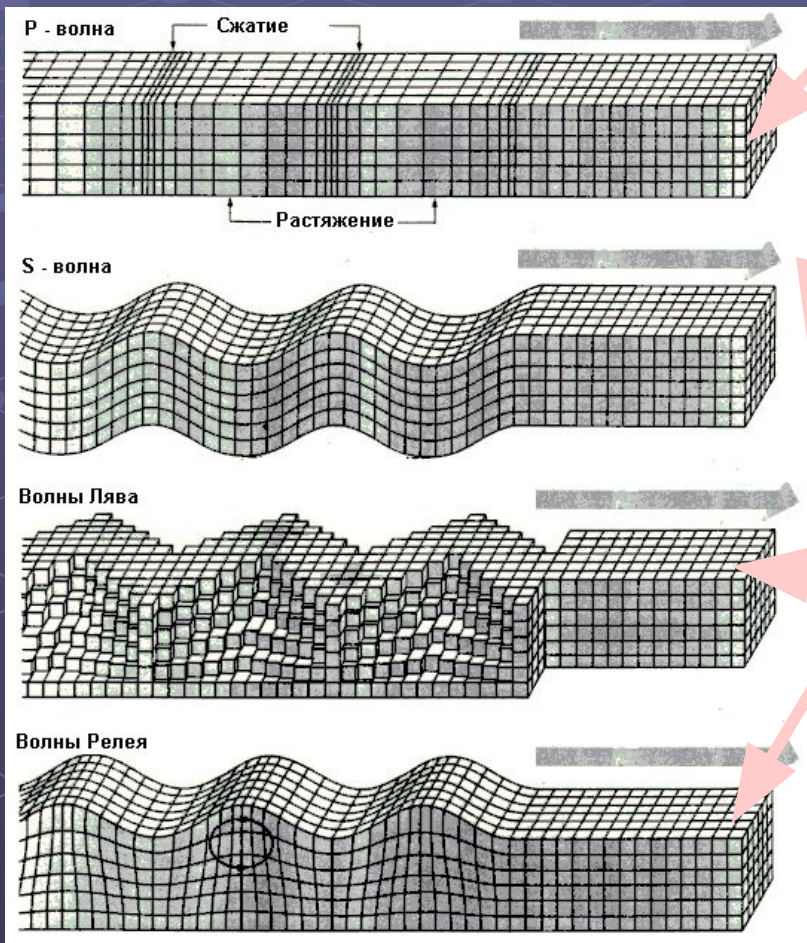 P - волна
Сжатие
Растяжение
S - волна
Волны Лява
Волны Релея